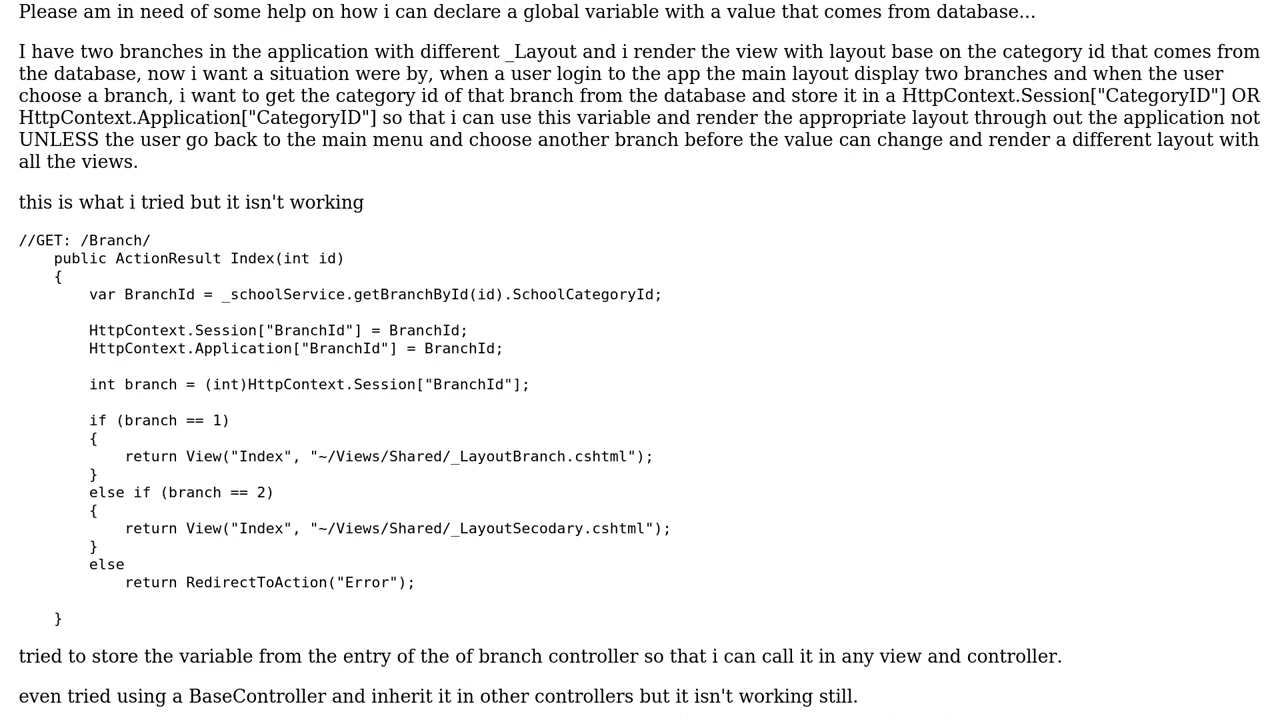 Please am in need of some help on how i can declare a global variable with a value that comes from database...
I have two branches in the application with different _Layout and i render the view with layout base on the category id that comes from
the database, now i want a situation were by, when a user login to the app the main layout display two branches and when the user
choose a branch, i want to get the category id of that branch from the database and store it in a HttpContext.Session["CategoryID"] OR
HttpContext.Application["CategoryID"] so that i can use this variable and render the appropriate layout through out the application not
UNLESS the user go back to the main menu and choose another branch before the value can change and render a different layout with
all the views.
this is what i tried but it isn't working
//GET: /Branch/
    public ActionResult Index(int id)
    {
        var BranchId = _schoolService.getBranchById(id).SchoolCategoryId;
        HttpContext.Session["BranchId"] = BranchId;
        HttpContext.Application["BranchId"] = BranchId;
        int branch = (int)HttpContext.Session["BranchId"];
        if (branch == 1)
        {
            return View("Index", "~/Views/Shared/_LayoutBranch.cshtml");
        }
        else if (branch == 2)
        {
            return View("Index", "~/Views/Shared/_LayoutSecodary.cshtml");
        }
        else
            return RedirectToAction("Error");
    }
tried to store the variable from the entry of the of branch controller so that i can call it in any view and controller.
even tried using a BaseController and inherit it in other controllers but it isn't working still.